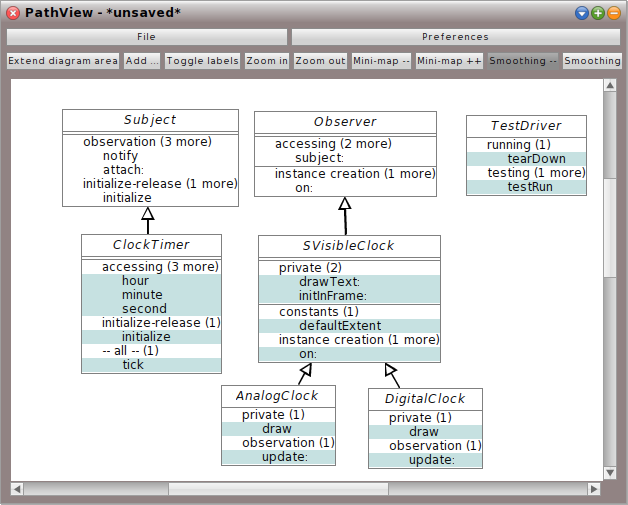 PathView - *unsaved*
File
Preferences
Extend diagram area
Add ...
Toggle labels
Zoom in
Zoom out
Mini-map --
Mini-map ++
Smoothing --
Smoothing
Subject
observation (3 more)
notify
attach:
initialize-release (1 more)
initialize
Observer
accessing (2 more)
subject:
instance creation (1 more)
on:
TestDriver
running (1)
tearDown
testing (1 more)
testRun
ClockTimer
accessing (3 more)
hour
minute
second
initialize-release (1)
initialize
-- all -- (1)
tick
SVisibleClock
private (2)
drawText:
initInFrame:
constants (1)
defaultExtent
instance creation (1 more)
on:
AnalogClock
private (1)
draw
observation (1)
update:
DigitalClock
private (1)
draw
observation (1)
update: